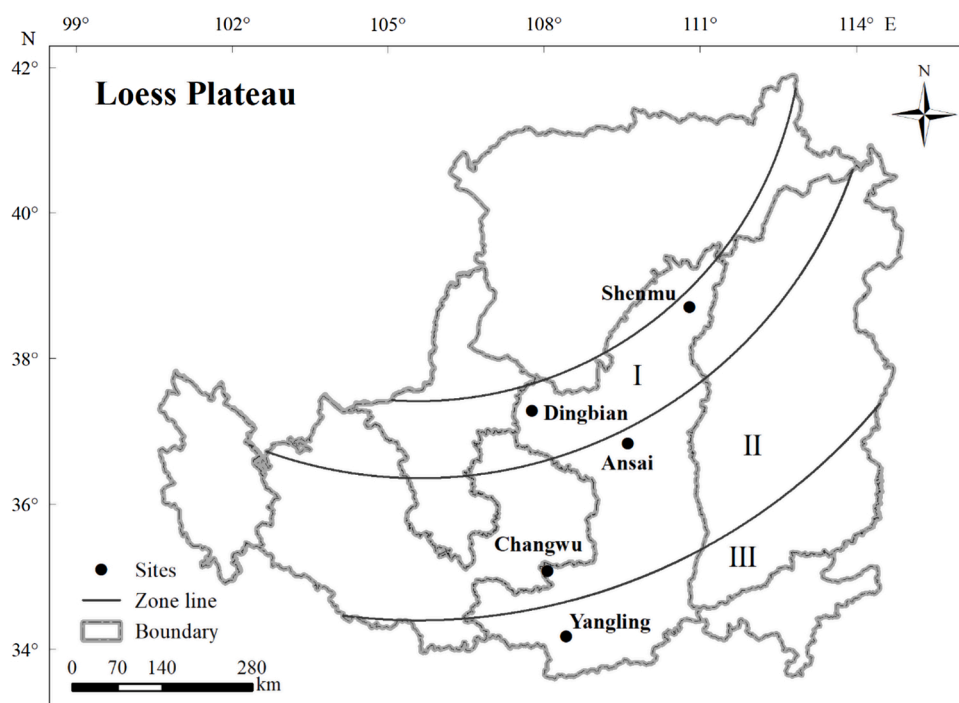 99° 102° 105° 108° 111° 114° E
N
42°
Loess Plateau
N
40°
Shenmu
38°
I
Dingbian
II
Ansai
36°
Changwu
III
Sites
Zone line
Yangling
Boundary
34°
0 70 140 280
km